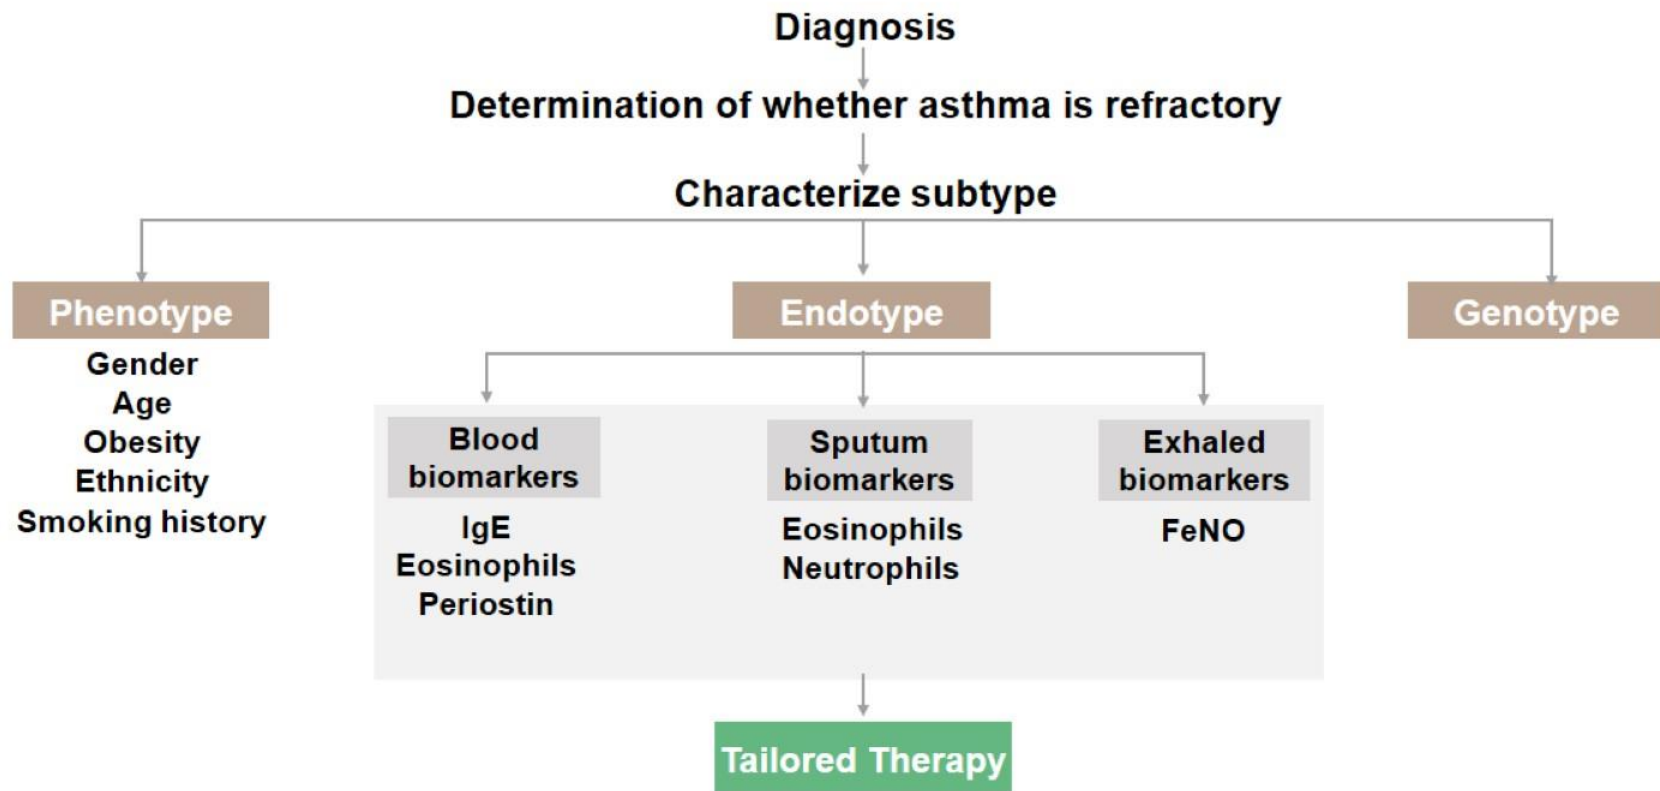 Diagnosis
Determination of whether asthma is refractory
Characterize subtype
Phenotype
Gender
Age
Obesity
Ethnicity
Smoking history
Endotype
Blood
biomarkers
IgE
Eosinophils
Periostin
Sputum
biomarkers
Eosinophils
Neutrophils
Exhaled
biomarkers
FeNO
Genotype
Tailored Therapy